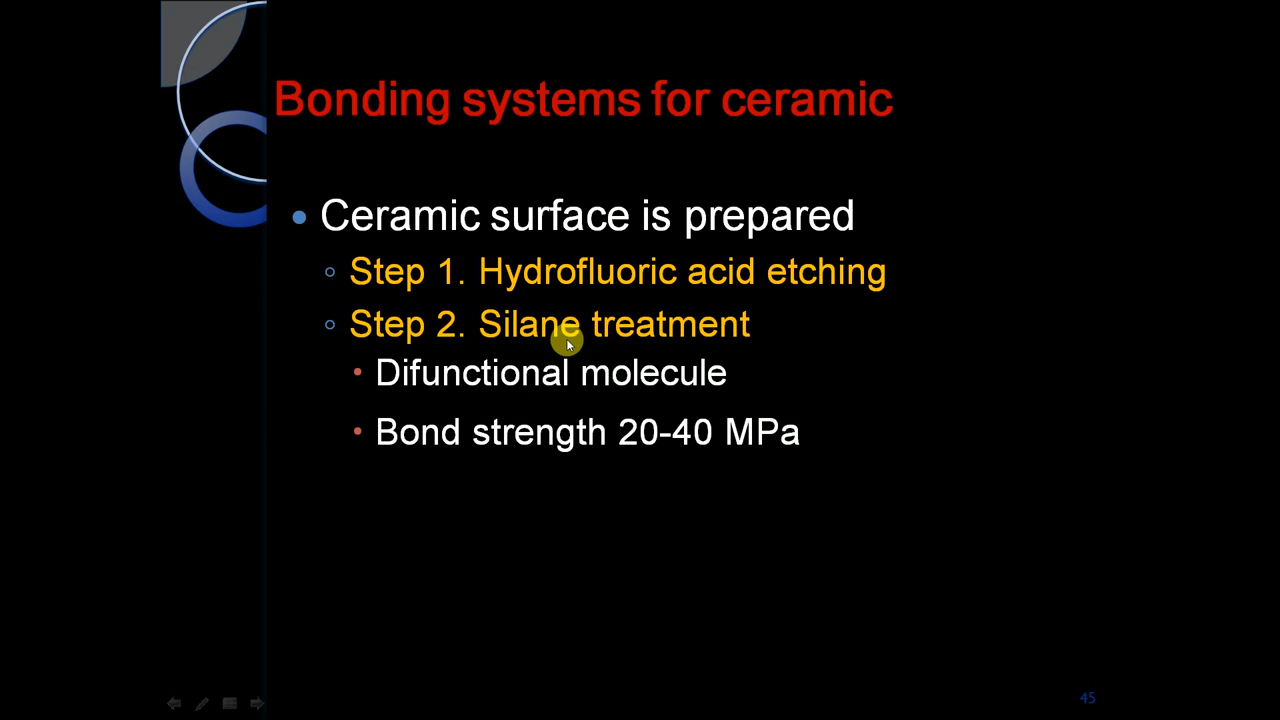 Bonding systems for ceramic
Ceramic surface is prepared
Step 1. Hydrofluoric acid etching
Step 2. Silane treatment
Difunctional molecule
Bond strength 20-40 MPa
45